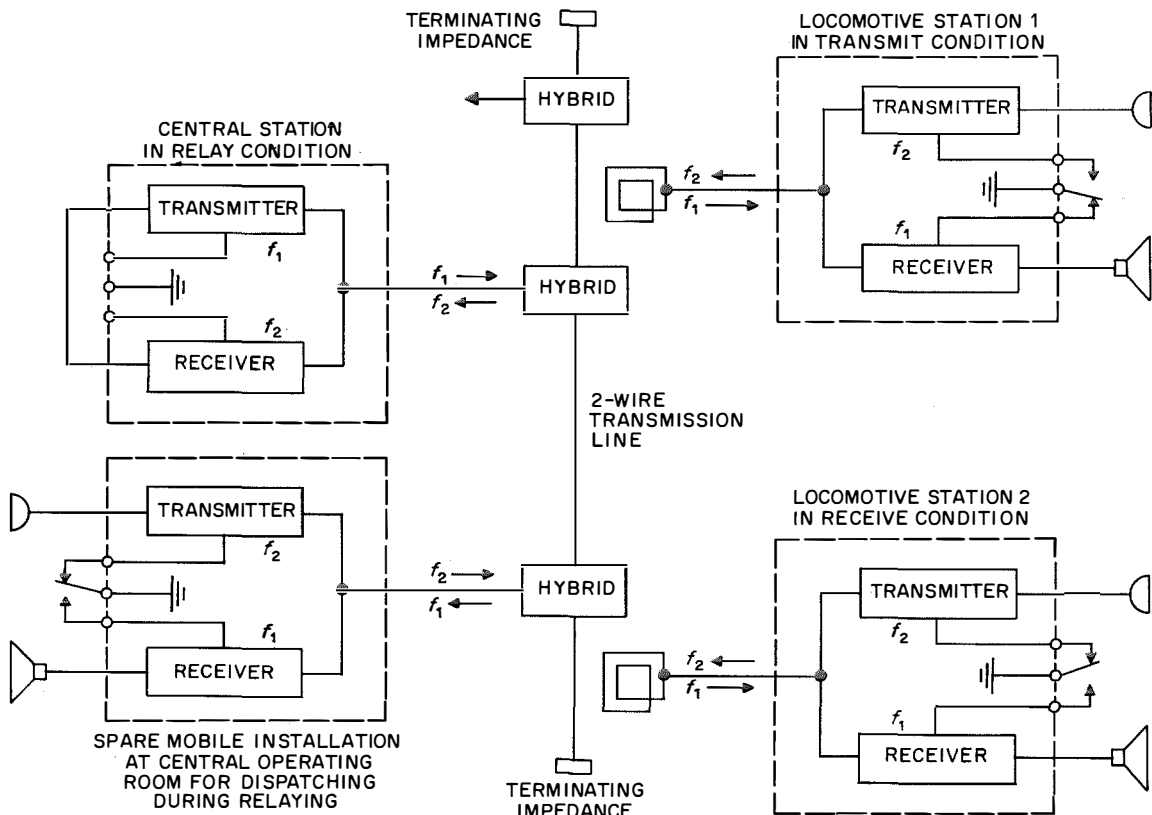 TERMINATING
IMPEDANCE
HYBRID
LOCOMOTIVE STATION 1
IN TRANSMIT CONDITION
TRANSMITTER
f2
f2
f1
f1
RECEIVER
CENTRAL STATION
IN RELAY CONDITION
TRANSMITTER
f1
f2
RECEIVER
f1
f2
HYBRID
2-WIRE
TRANSMISSION
LINE
TRANSMITTER
f2
f1
RECEIVER
f2
f1
HYBRID
SPARE MOBILE INSTALLATION
AT CENTRAL OPERATING
ROOM FOR DISPATCHING
DURING RELAYING
LOCOMOTIVE STATION 2
IN RECEIVE CONDITION
TRANSMITTER
f2
f2
f1
f1
RECEIVER
TERMINATING
IMPEDANCE